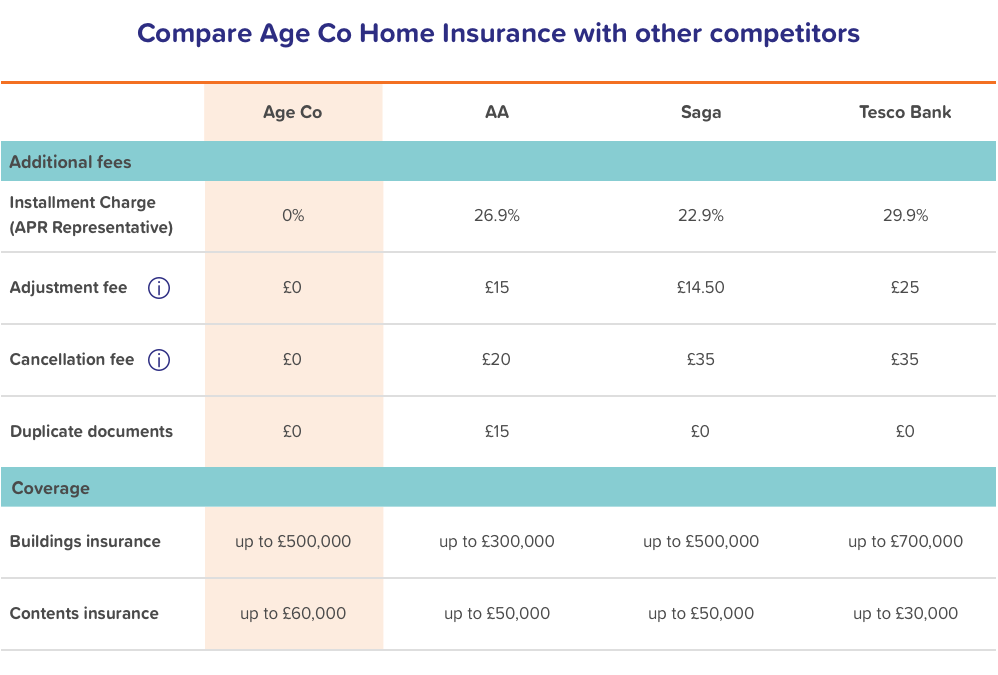 Compare Age Co Home Insurance with other competitors
Age Co AA Saga Tesco Bank
Additional fees
Installment Charge
(APR Representative) 0% 26.9% 22.9% 29.9%
Adjustment fee i £0 £15 £14.50 £25
Cancellation fee i £0 £20 £35 £35
Duplicate documents £0 £15 £0 £0
Coverage
Buildings insurance up to £500,000 up to £300,000 up to £500,000 up to £700,000
Contents insurance up to £60,000 up to £50,000 up to £50,000 up to £30,000